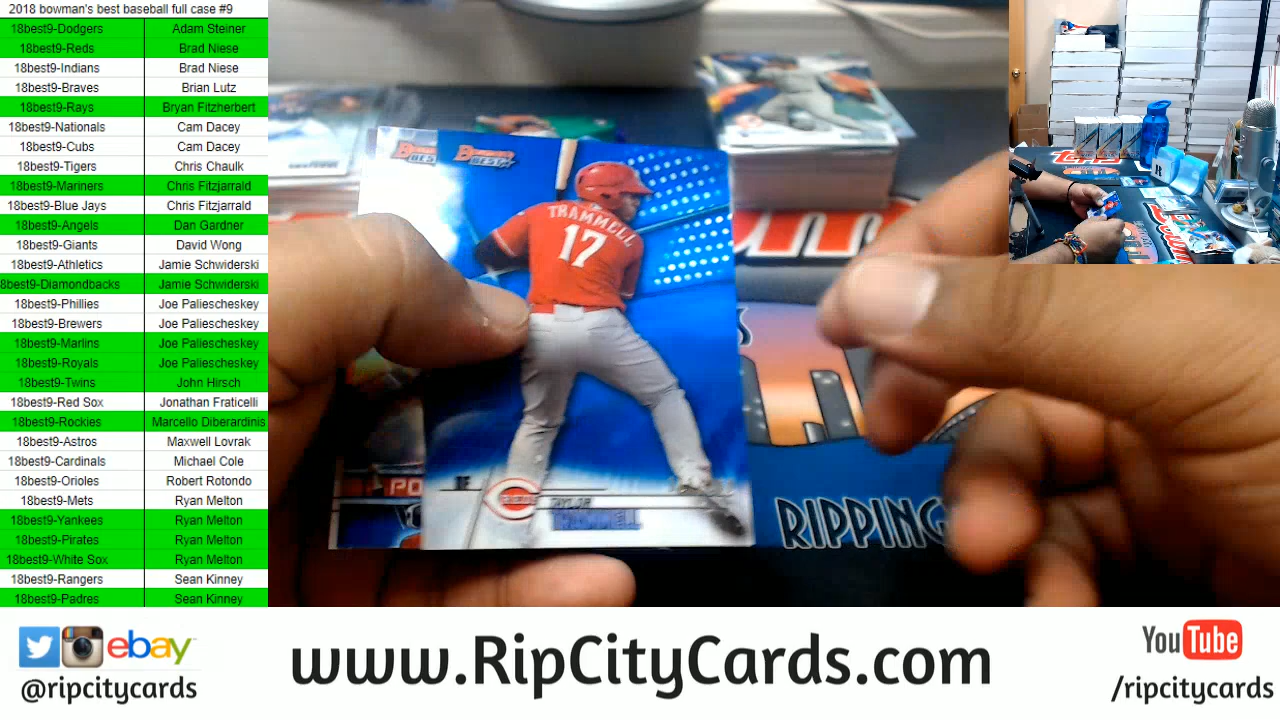 2018 bowman's best baseball full case #9
18best9-Dodgers Adam Steiner
18best9-Reds Brad Niese
18best9-Indians Brad Niese
18best9-Braves Brian Lutz
18best9-Rays Bryan Fitzherbert
18best9-Nationals Cam Dacey
18best9-Cubs Cam Dacey
18best9-Tigers Chris Chaulk
18best9-Mariners Chris Fitzjarrald
18best9-Blue Jays Chris Fitzjarrald
18best9-Angels Dan Gardner
18best9-Giants David Wong
18best9-Athletics Jamie Schwiderski
8best9-Diamondbacks Jamie Schwiderski
18best9-Phillies Joe Paliescheskey
18best9-Brewers Joe Paliescheskey
18best9-Marlins Joe Paliescheskey
18best9-Royals Joe Paliescheskey
18best9-Twins John Hirsch
18best9-Red Sox Jonathan Fraticelli
18best9-Rockies Marcello Diberardinis
18best9-Astros Maxwell Lovrak
18best9-Cardinals Michael Cole
18best9-Orioles Robert Rotondo
18best9-Mets Ryan Melton
18best9-Yankees Ryan Melton
18best9-Pirates Ryan Melton
18best9-White Sox Ryan Melton
18best9-Rangers Sean Kinney
18best9-Padres Sean Kinney
TRAMMELL
17
REDS
TAYLOR
TRAMMELL
PO
RIPPING
ebay
@ripcitycards
www.RipCityCards.com
YouTube
/ripcitycards